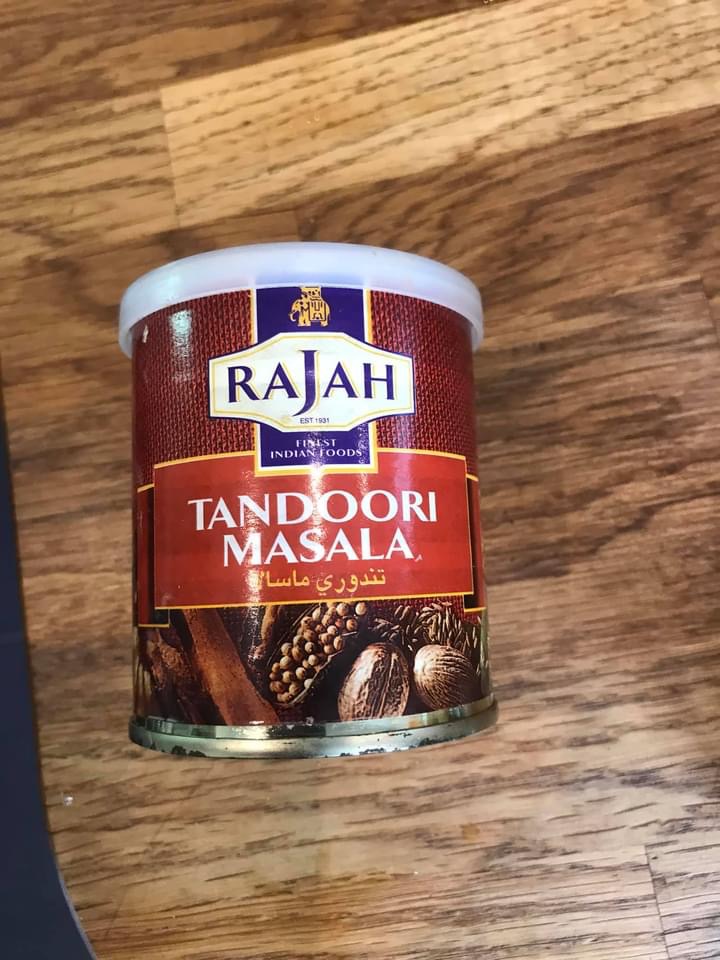 RAJAH
EST 1931
FINEST
INDIAN FOODS
TANDOORI
MASALA
تندوري ماسالا